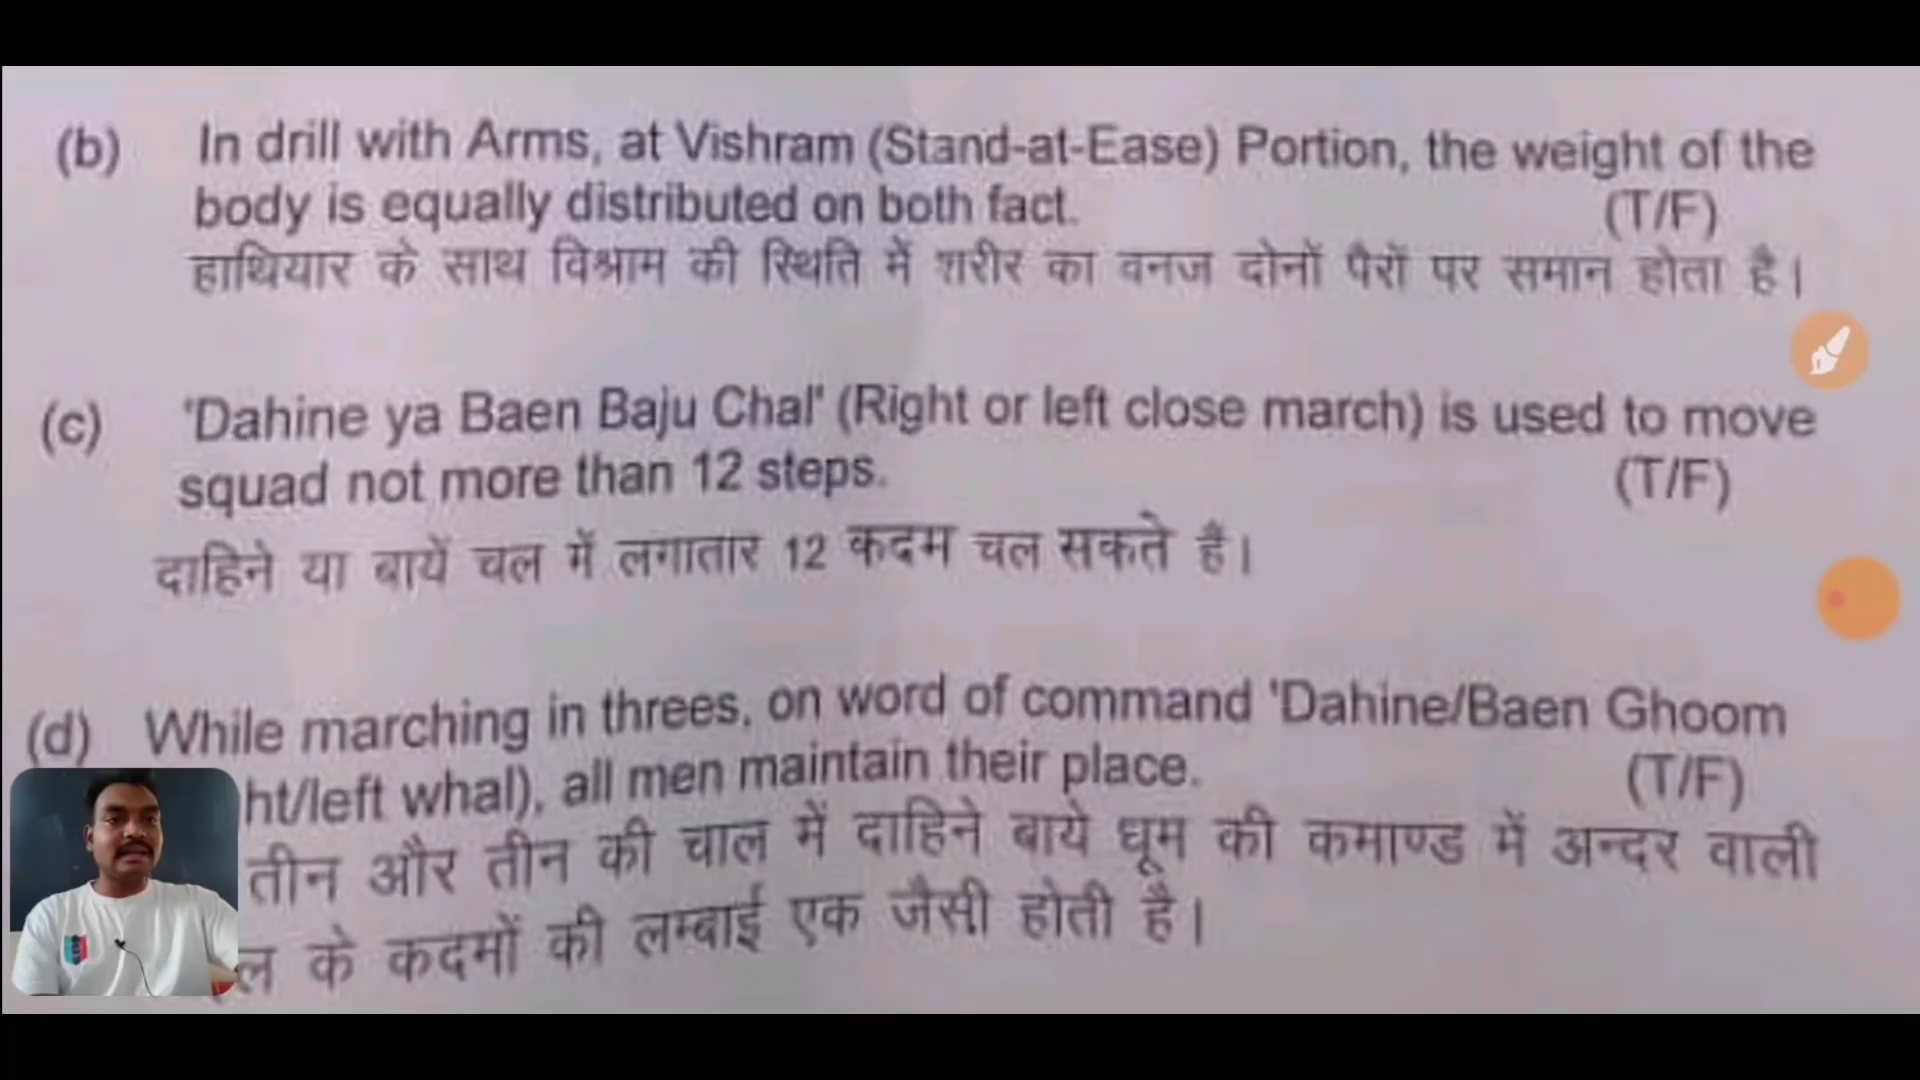 (b) In drill with Arms, at Vishram (Stand-at-Ease) Portion, the weight of the
body is equally distributed on both fact. (T/F)
हाथियार के साथ विश्राम की स्थिति में शरीर का वनज दोनों पैरों पर समान होता है।
(c) 'Dahine ya Baen Baju Chal' (Right or left close march) is used to move
squad not more than 12 steps. (T/F)
दाहिने या बायें चल में लगातार 12 कदम चल सकते है।
(d) While marching in threes, on word of command 'Dahine/Baen Ghoom
ht/left whal), all men maintain their place. (T/F)
तीन और तीन की चाल में दाहिने बाये धूम की कमाण्ड में अन्दर वाली
के कदमों की लम्बाई एक जैसी होती है।